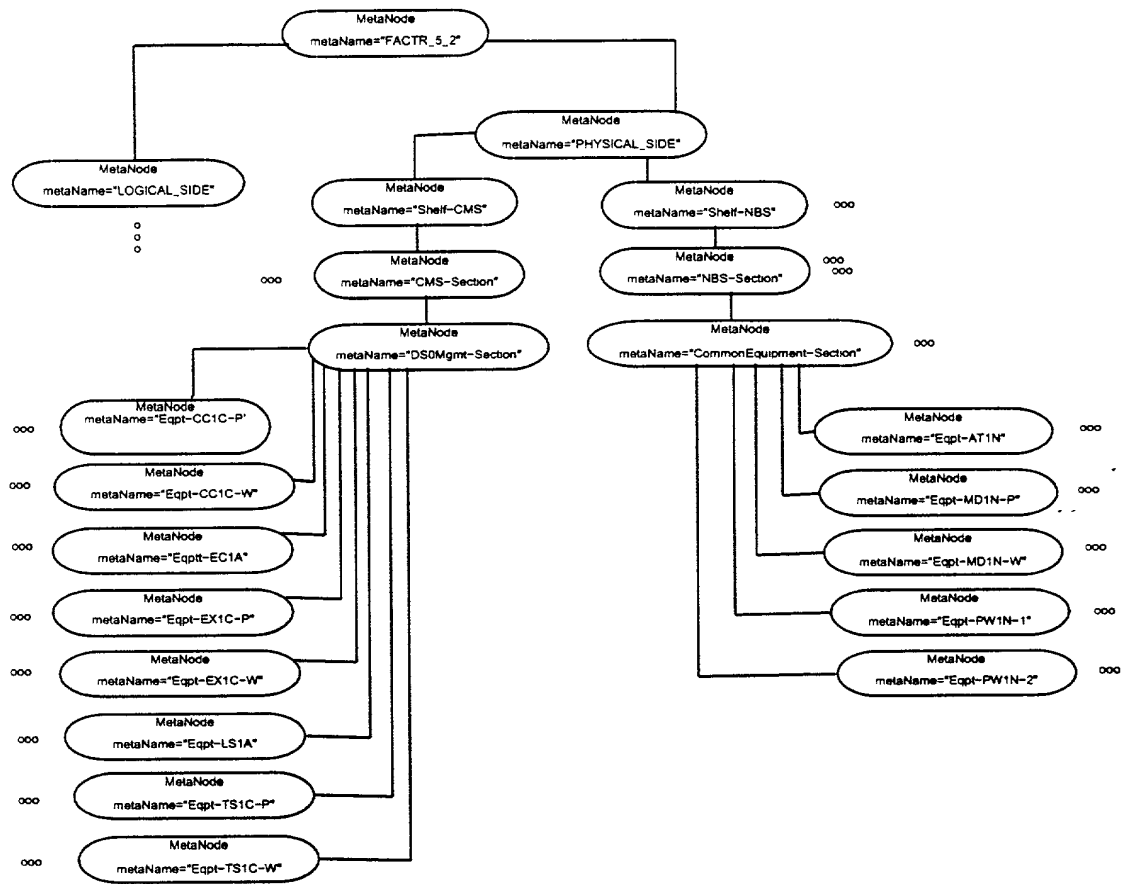 MetaNode
metaName="FACTR_5_2"
MetaNode
metaName="PHYSICAL_SIDE"
MetaNode
metaName="LOGICAL_SIDE"
MetaNode
metaName="Shelf-CMS"
MetaNode
metaName="Shelf-NBS"
MetaNode
metaName="CMS-Section"
MetaNode
metaName="NBS-Section"
MetaNode
metaName="DS0Mgmt-Section"
MetaNode
metaName="CommonEquipment-Section"
MetaNode
metaName="Eqpt-CC1C-P'
MetaNode
metaName="Eqpt-CC1C-W"
MetaNode
metaName="Eqptt-EC1A"
MetaNode
metaName="Eqpt-EX1C-P"
MetaNode
metaName="Eqpt-EX1C-W"
MetaNode
metaName="Eqpt-LS1A"
MetaNode
metaName="Eqpt-TS1C-P"
MetaNode
metaName="Eqpt-TS1C-W"
MetaNode
metaName="Eqpt-AT1N"
MetaNode
metaName="Eqpt-MD1N-P"
MetaNode
metaName="Eqpt-MD1N-W"
MetaNode
metaName="Eqpt-PW1N-1"
MetaNode
metaName="Eqpt-PW1N-2"